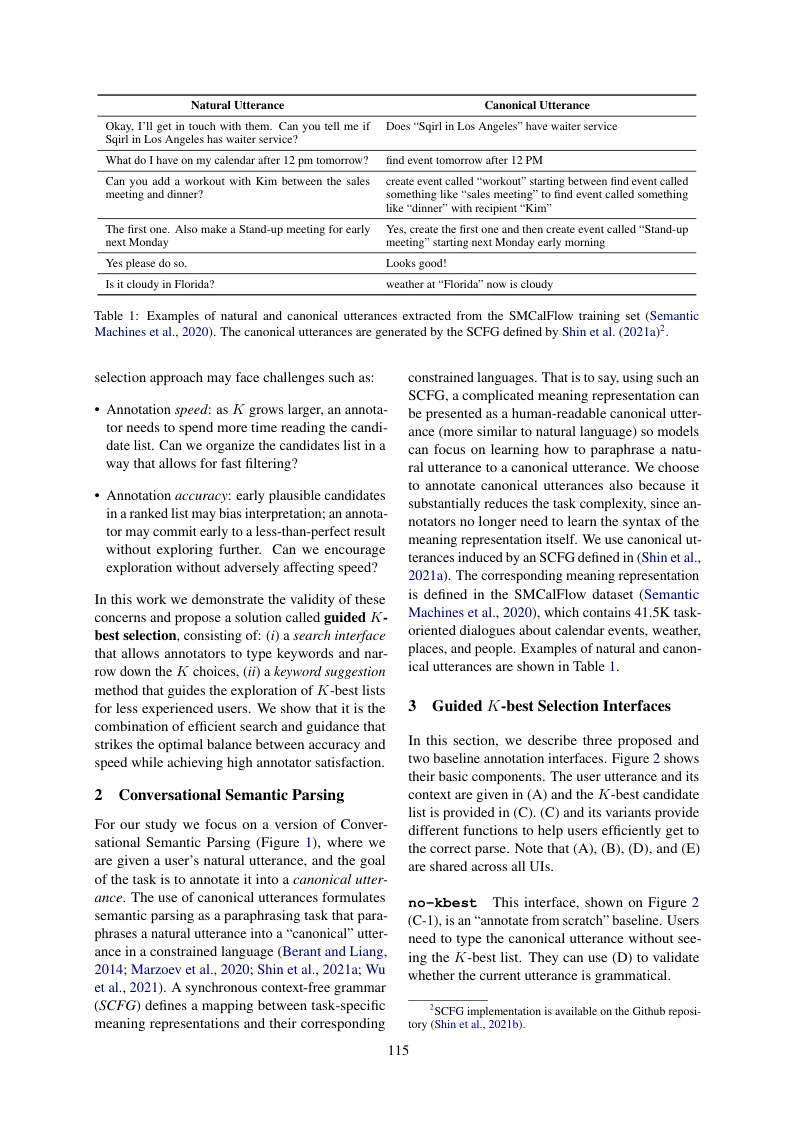 Natural Utterance Canonical Utterance
Okay, I'll get in touch with them. Can you tell me if Does “Sqirl in Los Angeles” have waiter service
Sqirl in Los Angeles has waiter service?
What do I have on my calendar after 12 pm tomorrow? find event tomorrow after 12 PM
Can you add a workout with Kim between the sales create event called “workout” starting between find event called
meeting and dinner? something like “sales meeting” to find event called something
like “dinner” with recipient “Kim”
The first one. Also make a Stand-up meeting for early Yes, create the first one and then create event called “Stand-up
next Monday meeting” starting next Monday early morning
Yes please do so. Looks good!
Is it cloudy in Florida? weather at “Florida” now is cloudy
Table 1: Examples of natural and canonical utterances extracted from the SMCalFlow training set (Semantic
Machines et al., 2020). The canonical utterances are generated by the SCFG defined by Shin et al. (2021a)2.
selection approach may face challenges such as:
• Annotation speed: as K grows larger, an annota-
tor needs to spend more time reading the candi-
date list. Can we organize the candidates list in a
way that allows for fast filtering?
• Annotation accuracy: early plausible candidates
in a ranked list may bias interpretation; an annota-
tor may commit early to a less-than-perfect result
without exploring further. Can we encourage
exploration without adversely affecting speed?
In this work we demonstrate the validity of these
concerns and propose a solution called guided K-
best selection, consisting of: (i) a search interface
that allows annotators to type keywords and nar-
row down the K choices, (ii) a keyword suggestion
method that guides the exploration of K-best lists
for less experienced users. We show that it is the
combination of efficient search and guidance that
strikes the optimal balance between accuracy and
speed while achieving high annotator satisfaction.
2 Conversational Semantic Parsing
For our study we focus on a version of Conver-
sational Semantic Parsing (Figure 1), where we
are given a user's natural utterance, and the goal
of the task is to annotate it into a canonical utter-
ance. The use of canonical utterances formulates
semantic parsing as a paraphrasing task that para-
phrases a natural utterance into a “canonical” utter-
ance in a constrained language (Berant and Liang,
2014; Marzoev et al., 2020; Shin et al., 2021a; Wu
et al., 2021). A synchronous context-free grammar
(SCFG) defines a mapping between task-specific
meaning representations and their corresponding
constrained languages. That is to say, using such an
SCFG, a complicated meaning representation can
be presented as a human-readable canonical utter-
ance (more similar to natural language) so models
can focus on learning how to paraphrase a natu-
ral utterance to a canonical utterance. We choose
to annotate canonical utterances also because it
substantially reduces the task complexity, since an-
notators no longer need to learn the syntax of the
meaning representation itself. We use canonical ut-
terances induced by an SCFG defined in (Shin et al.,
2021a). The corresponding meaning representation
is defined in the SMCalFlow dataset (Semantic
Machines et al., 2020), which contains 41.5K task-
oriented dialogues about calendar events, weather,
places, and people. Examples of natural and canon-
ical utterances are shown in Table 1.
3 Guided K-best Selection Interfaces
In this section, we describe three proposed and
two baseline annotation interfaces. Figure 2 shows
their basic components. The user utterance and its
context are given in (A) and the K-best candidate
list is provided in (C). (C) and its variants provide
different functions to help users efficiently get to
the correct parse. Note that (A), (B), (D), and (E)
are shared across all UIs.
no-kbest This interface, shown on Figure 2
(C-1), is an “annotate from scratch” baseline. Users
need to type the canonical utterance without see-
ing the K-best list. They can use (D) to validate
whether the current utterance is grammatical.
2SCFG implementation is available on the Github reposi-
tory (Shin et al., 2021b).
115